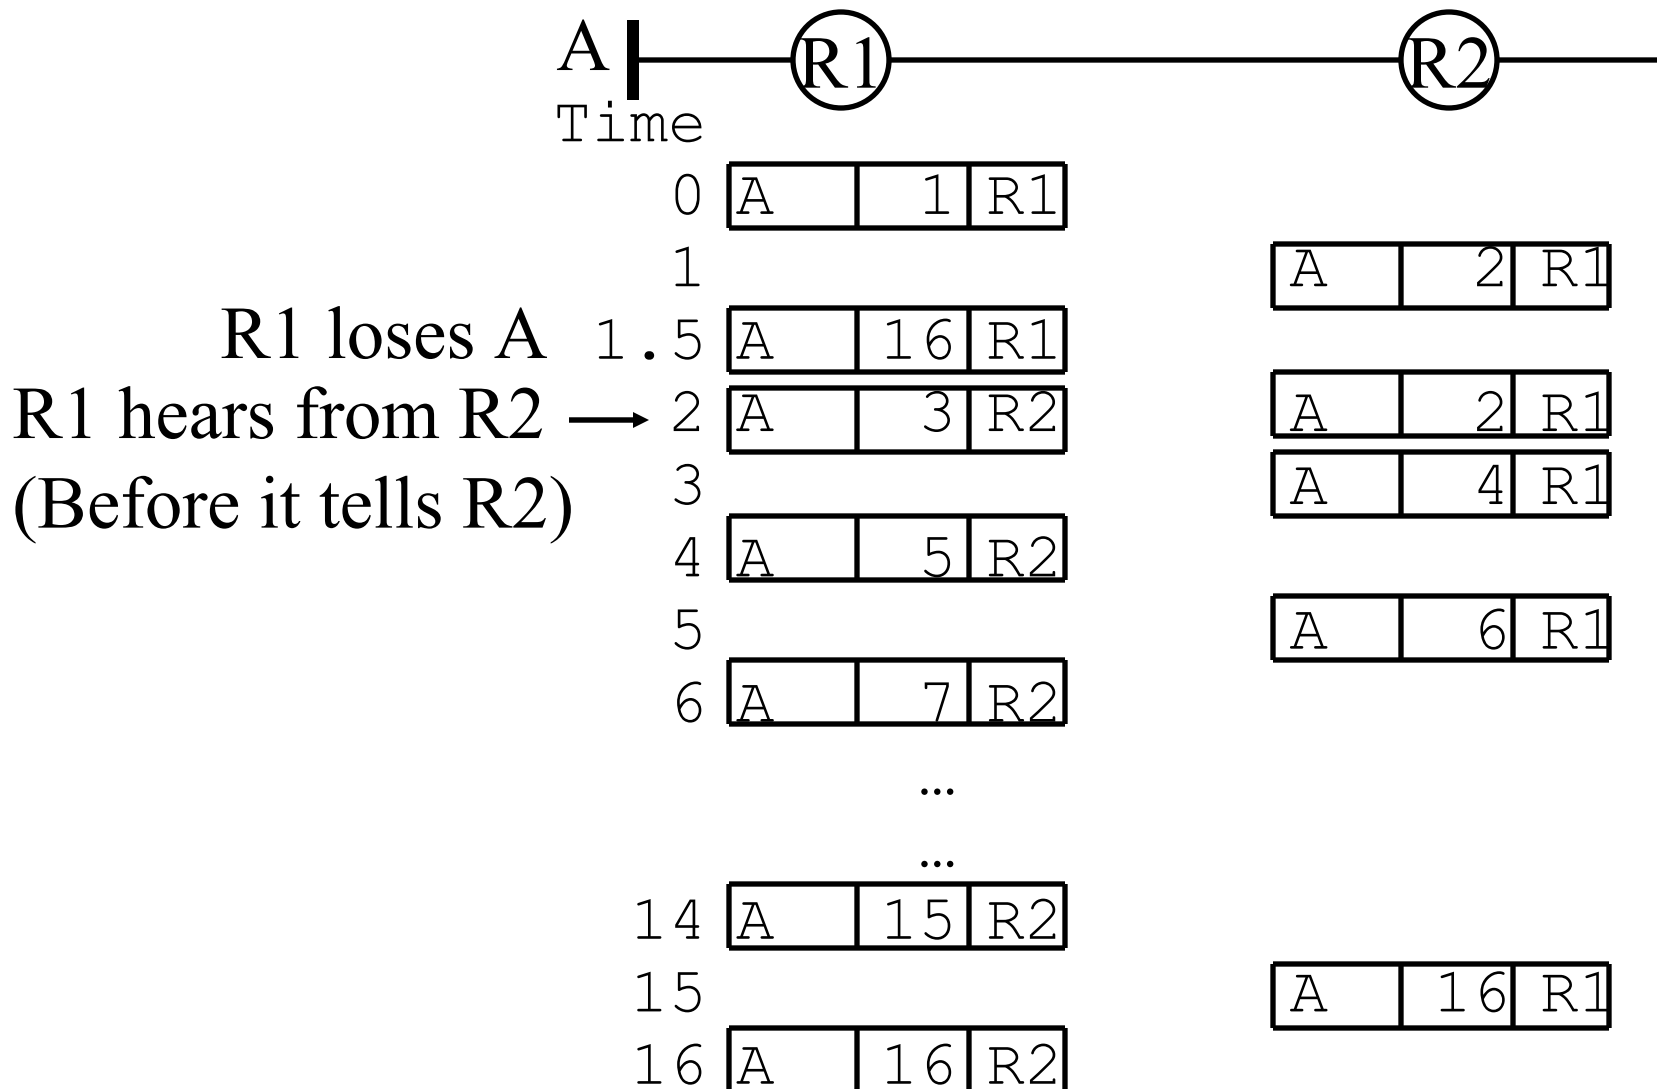 A R1 R2
Time
0 A 1 R1
1 A 2 R1
R1 loses A 1.5 A 16 R1
R1 hears from R2 2 A 3 R2 A 2 R1
(Before it tells R2) 3 A 4 R1
4 A 5 R2
5 A 6 R1
6 A 7 R2
...
...
14 A 15 R2
15 A 16 R1
16 A 16 R2